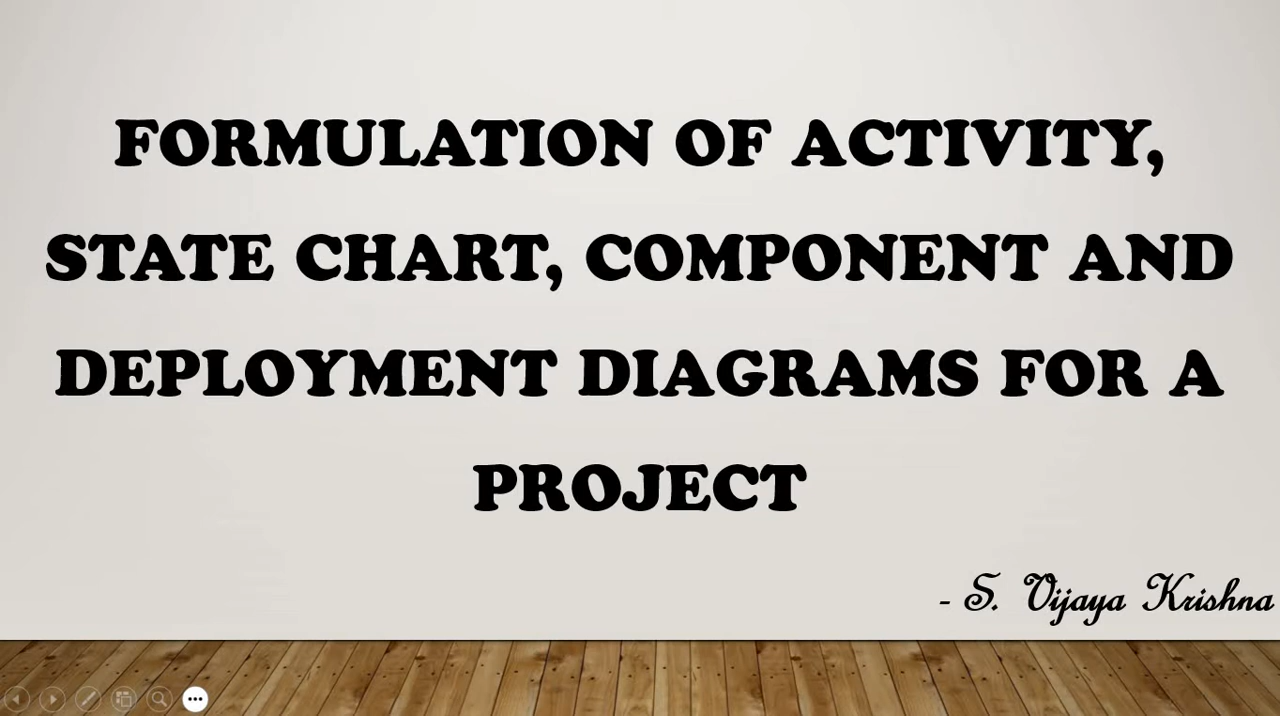 FORMULATION OF ACTIVITY,
STATE CHART, COMPONENT AND
DEPLOYMENT DIAGRAMS FOR A
PROJECT
- S. Vijaya Krishna